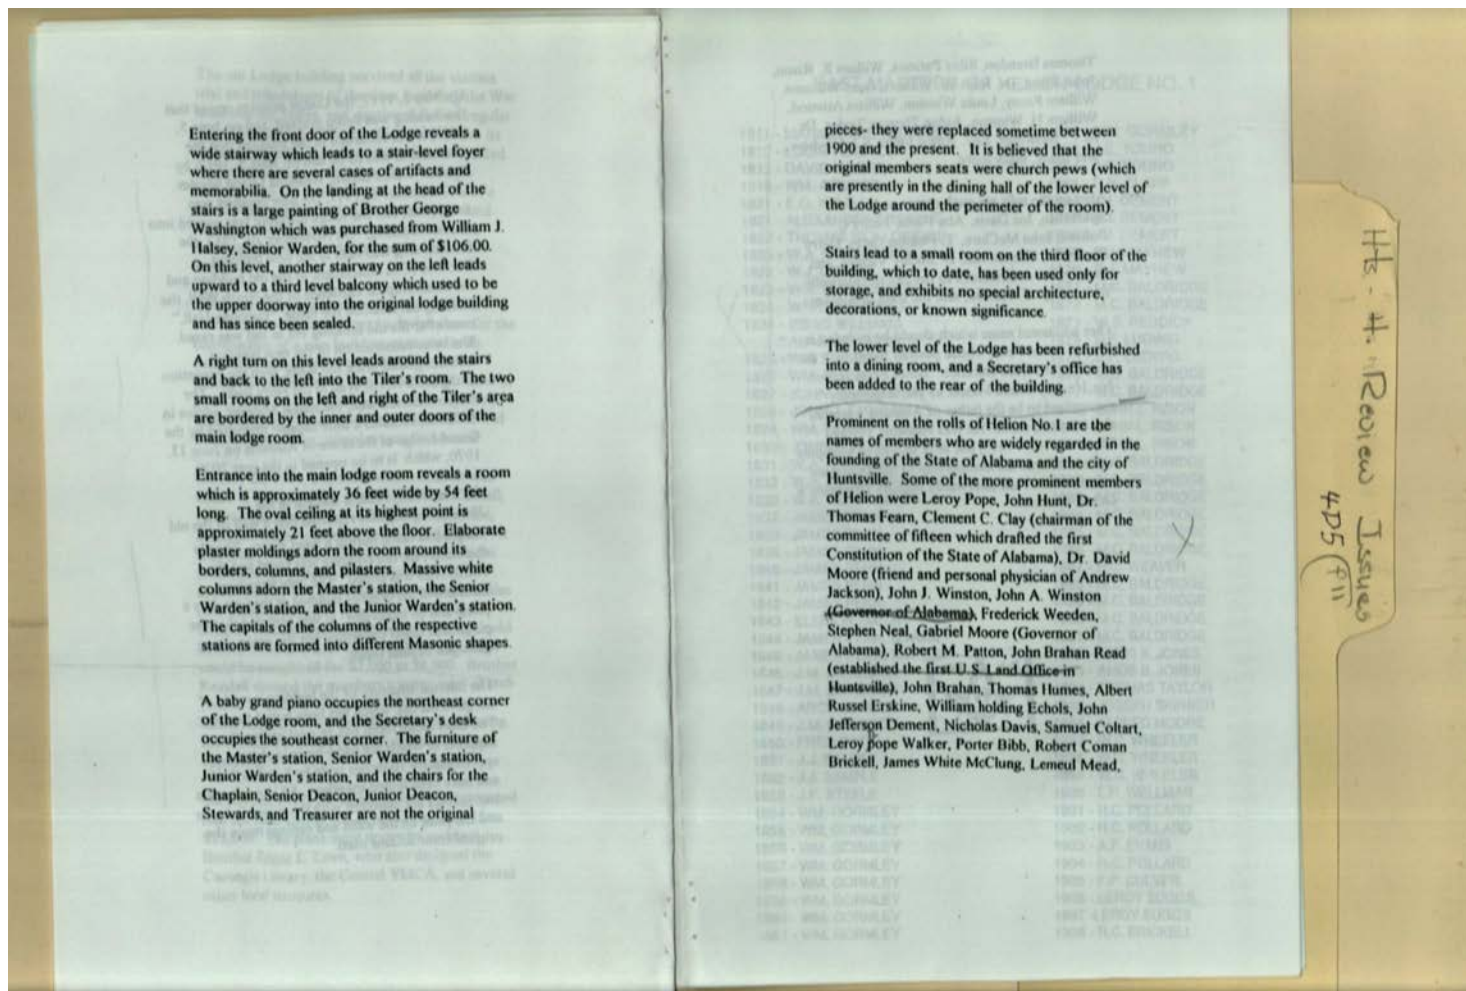 Entering the front door of the Lodge reveals a
wide stairway which leads to a stair-level foyer
where there are several cases of artifacts and
memorabilia. On the landing at the head of the
stairs is a large painting of Brother George
Washington which was purchased from William J.
Halsey, Senior Warden, for the sum of $106.00.
On this level, another stairway on the left leads
upward to a third level balcony which used to be
the upper doorway into the original lodge building
and has since been sealed.
A right turn on this level leads around the stairs
and back to the left into the Tiler's room. The two
small rooms on the left and right of the Tiler's area
are bordered by the inner and outer doors of the
main lodge room.
Entrance into the main lodge room reveals a room
which is approximately 36 feet wide by 54 feet
long. The oval ceiling at its highest point is
approximately 21 feet above the floor. Elaborate
plaster moldings adorn the room around its
borders, columns, and pilasters. Massive white
columns adorn the Master's station, the Senior
Warden's station, and the Junior Warden's station.
The capitals of the columns of the respective
stations are formed into different Masonic shapes.
A baby grand piano occupies the northeast corner
of the Lodge room, and the Secretary's desk
occupies the southeast corner. The furniture of
the Master's station, Senior Warden's station,
Junior Warden's station, and the chairs for the
Chaplain, Senior Deacon, Junior Deacon,
Stewards, and Treasurer are not the original
pieces- they were replaced sometime between
1900 and the present. It is believed that the
original members seats were church pews (which
are presently in the dining hall of the lower level of
the Lodge around the perimeter of the room).
Stairs lead to a small room on the third floor of the
building, which to date, has been used only for
storage, and exhibits no special architecture,
decorations, or known significance.
The lower level of the Lodge has been refurbished
into a dining room, and a Secretary's office has
been added to the rear of the building.
Prominent on the rolls of Helion No.1 are the
names of members who are widely regarded in the
founding of the State of Alabama and the city of
Huntsville. Some of the more prominent members
of Helion were Leroy Pope, John Hunt, Dr.
Thomas Fearn, Clement C. Clay (chairman of the
committee of fifteen which drafted the first
Constitution of the State of Alabama), Dr. David
Moore (friend and personal physician of Andrew
Jackson), John J. Winston, John A. Winston
(Governor of Alabama), Frederick Weeden,
Stephen Neal, Gabriel Moore (Governor of
Alabama), Robert M. Patton, John Brahan Read
(established the first U.S. Land Office in
Huntsville), John Brahan, Thomas Humes, Albert
Russel Erskine, William holding Echols, John
Jefferson Dement, Nicholas Davis, Samuel Coltart,
Leroy pope Walker, Porter Bibb, Robert Coman
Brickell, James White McClung, Lemeul Mead,
Hts - H. Review Issues
4D5 (f11)